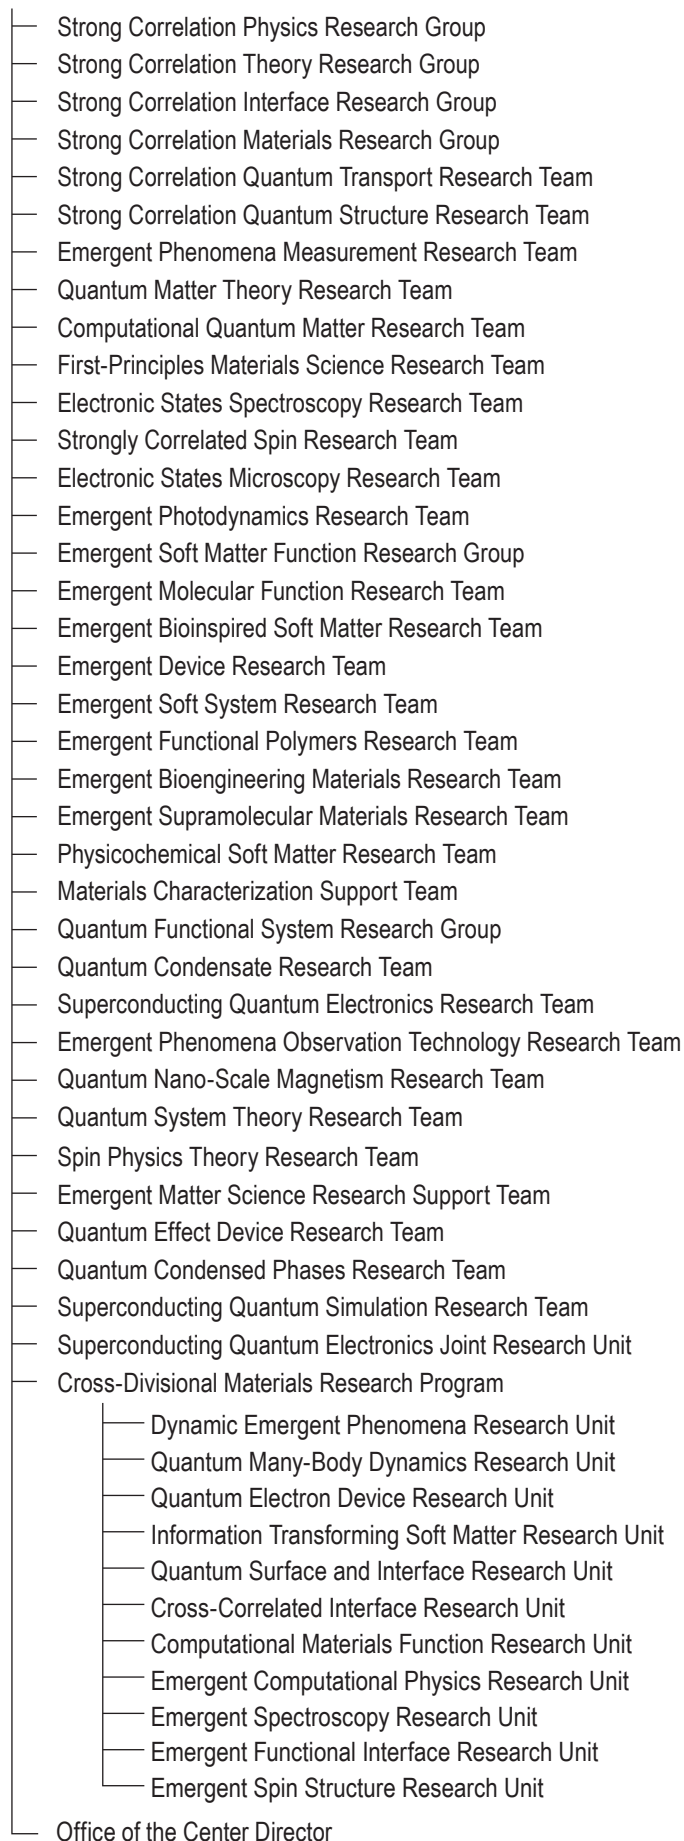 Strong Correlation Physics Research Group
Strong Correlation Theory Research Group
Strong Correlation Interface Research Group
Strong Correlation Materials Research Group
Strong Correlation Quantum Transport Research Team
Strong Correlation Quantum Structure Research Team
Emergent Phenomena Measurement Research Team
Quantum Matter Theory Research Team
Computational Quantum Matter Research Team
First-Principles Materials Science Research Team
Electronic States Spectroscopy Research Team
Strongly Correlated Spin Research Team
Electronic States Microscopy Research Team
Emergent Photodynamics Research Team
Emergent Soft Matter Function Research Group
Emergent Molecular Function Research Team
Emergent Bioinspired Soft Matter Research Team
Emergent Device Research Team
Emergent Soft System Research Team
Emergent Functional Polymers Research Team
Emergent Bioengineering Materials Research Team
Emergent Supramolecular Materials Research Team
Physicochemical Soft Matter Research Team
Materials Characterization Support Team
Quantum Functional System Research Group
Quantum Condensate Research Team
Superconducting Quantum Electronics Research Team
Emergent Phenomena Observation Technology Research Team
Quantum Nano-Scale Magnetism Research Team
Quantum System Theory Research Team
Spin Physics Theory Research Team
Emergent Matter Science Research Support Team
Quantum Effect Device Research Team
Quantum Condensed Phases Research Team
Superconducting Quantum Simulation Research Team
Superconducting Quantum Electronics Joint Research Unit
Cross-Divisional Materials Research Program
Dynamic Emergent Phenomena Research Unit
Quantum Many-Body Dynamics Research Unit
Quantum Electron Device Research Unit
Information Transforming Soft Matter Research Unit
Quantum Surface and Interface Research Unit
Cross-Correlated Interface Research Unit
Computational Materials Function Research Unit
Emergent Computational Physics Research Unit
Emergent Spectroscopy Research Unit
Emergent Functional Interface Research Unit
Emergent Spin Structure Research Unit
Office of the Center Director